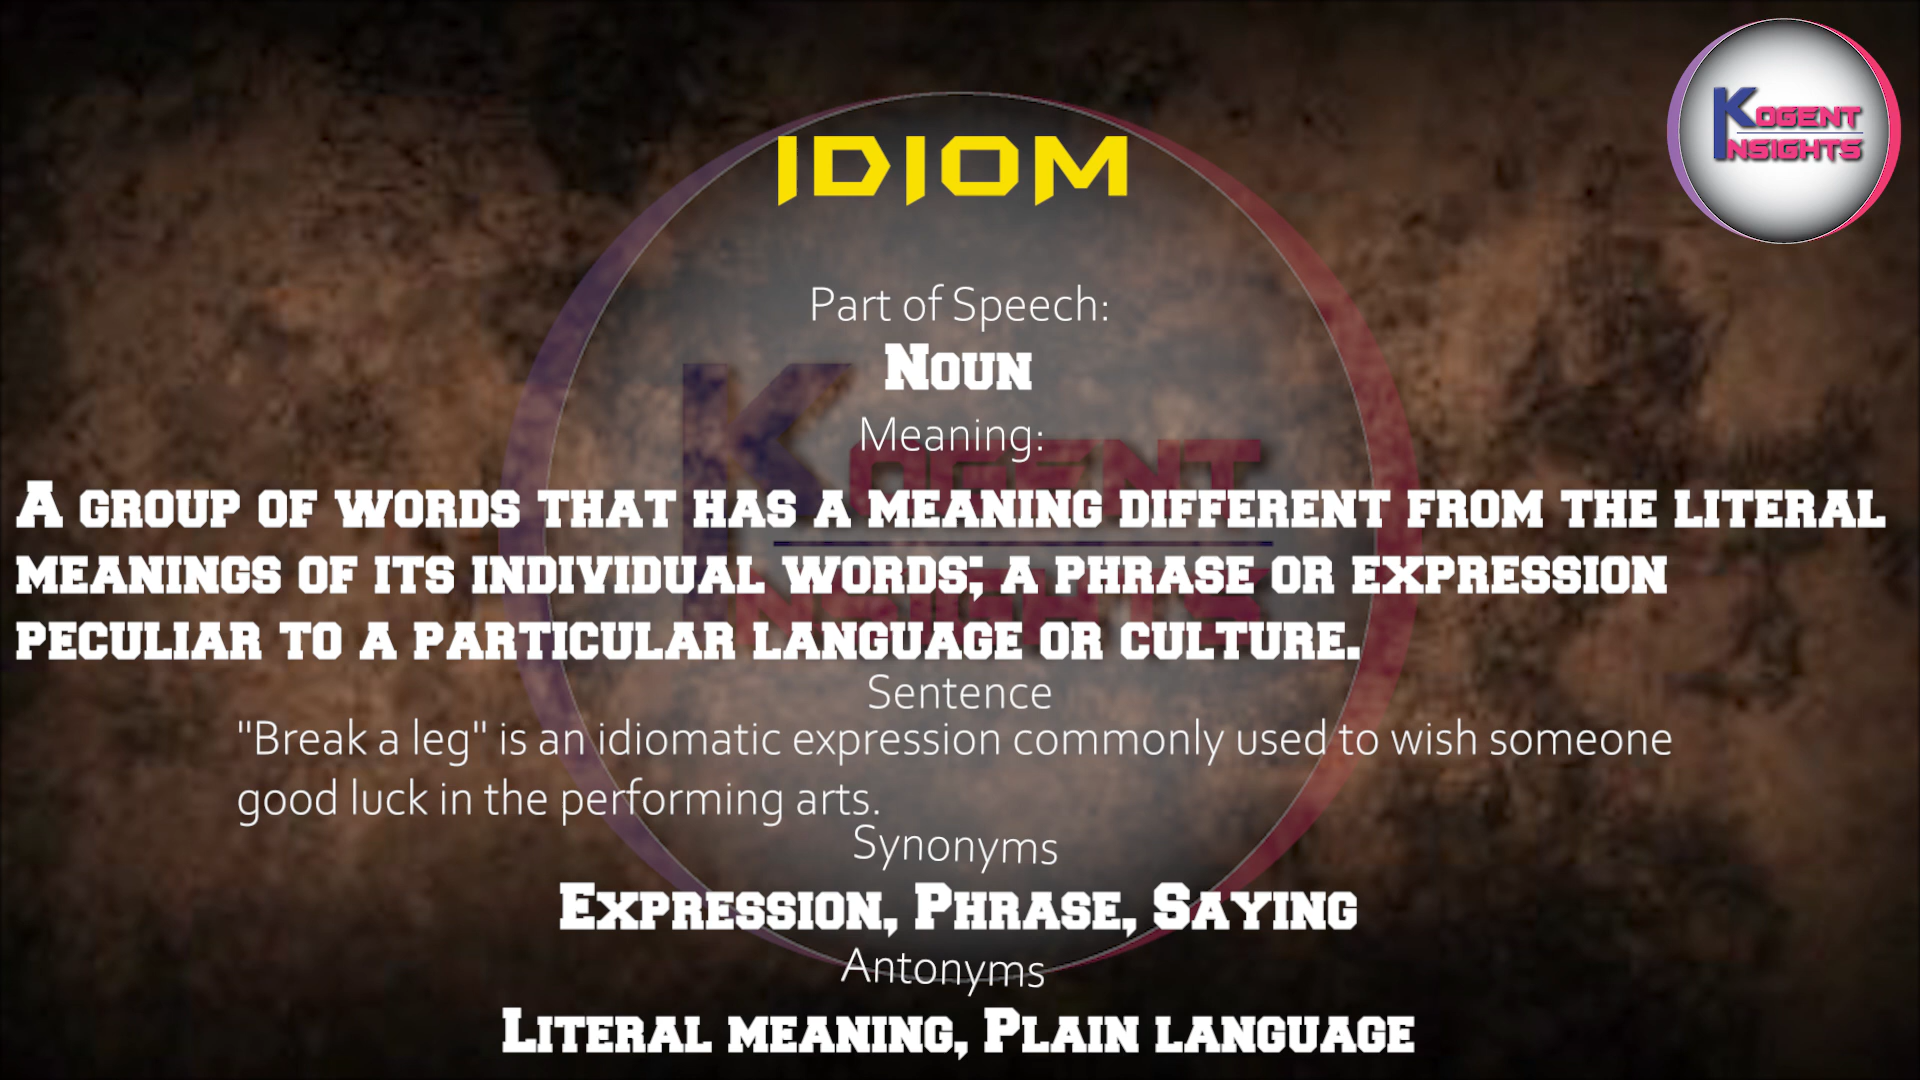 KOGENT
INSIGHTS
IDIOM
Part of Speech:
Noun
Meaning:
A group of words that has a meaning different from the literal
meanings of its individual words; a phrase or expression
peculiar to a particular language or culture.
Sentence
"Break a leg" is an idiomatic expression commonly used to wish someone
good luck in the performing arts.
Synonyms
Expression, Phrase, Saying
Antonyms
Literal meaning, Plain language
KOGENT
INSIGHTS